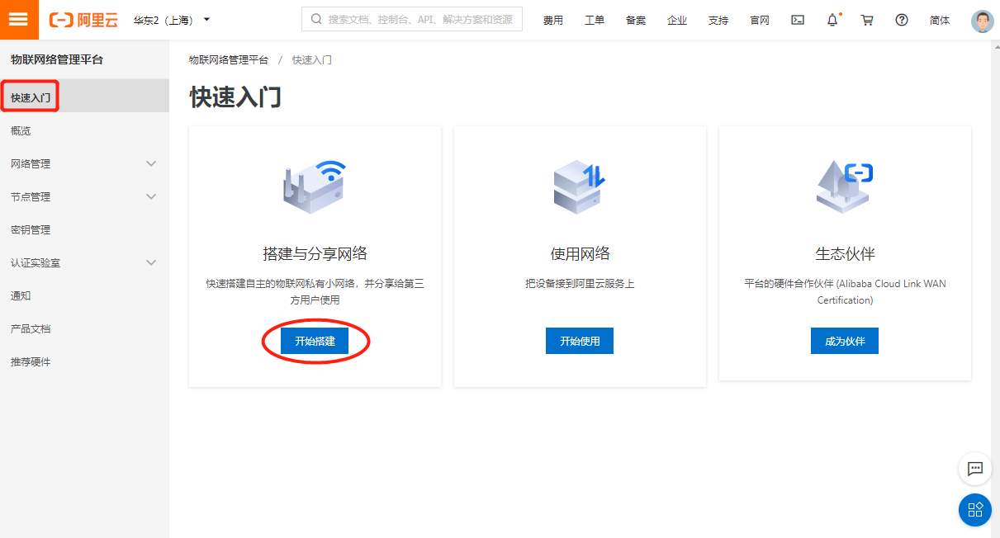 阿里云
华东2（上海）
搜索文档、控制台、API、解决方案和资源
费用
工单
备案
企业
支持
官网
简体
物联网络管理平台
快速入门
概览
网络管理
节点管理
密钥管理
认证实验室
通知
产品文档
推荐硬件
物联网络管理平台 / 快速入门
快速入门
搭建与分享网络
快速搭建自主的物联网私有小网络，并分享给第三
方用户使用
开始搭建
使用网络
把设备接到阿里云服务上
开始使用
生态伙伴
平台的硬件合作伙伴 (Alibaba Cloud Link WAN
Certification)
成为伙伴